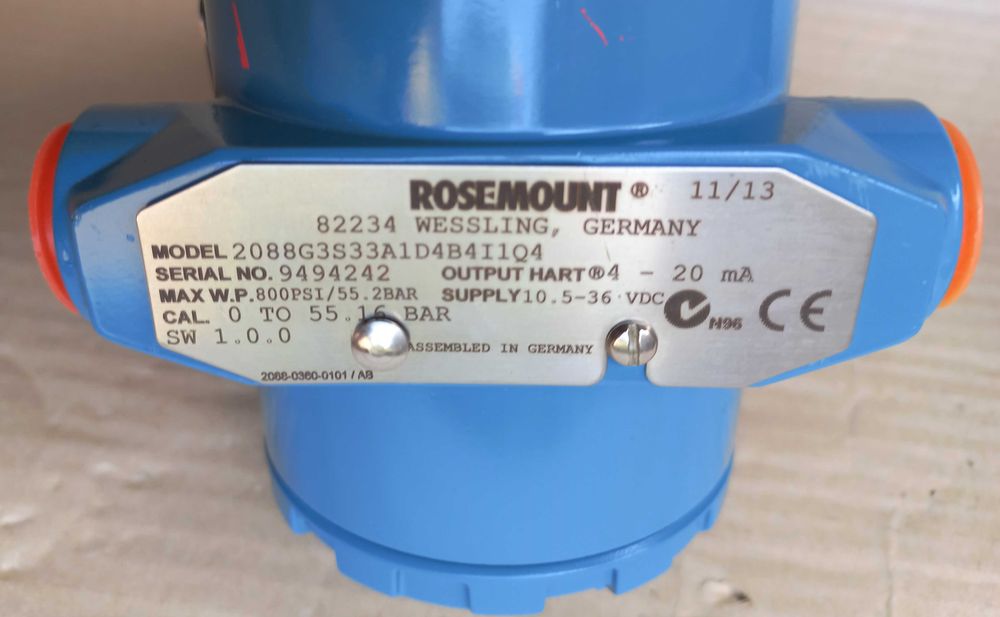 ROSEMOUNT® 11/13
82234 WESSLING, GERMANY
MODEL 2088G3S33A1D4B4I1Q4
SERIAL NO. 9494242 OUTPUT HART® 4 - 20 mA
MAX W.P. 800PSI/55.2BAR SUPPLY 10.5-36 VDC
CAL. 0 TO 55.16 BAR N96 CE
SW 1.0.0
ASSEMBLED IN GERMANY
2088-0360-0101 / AB